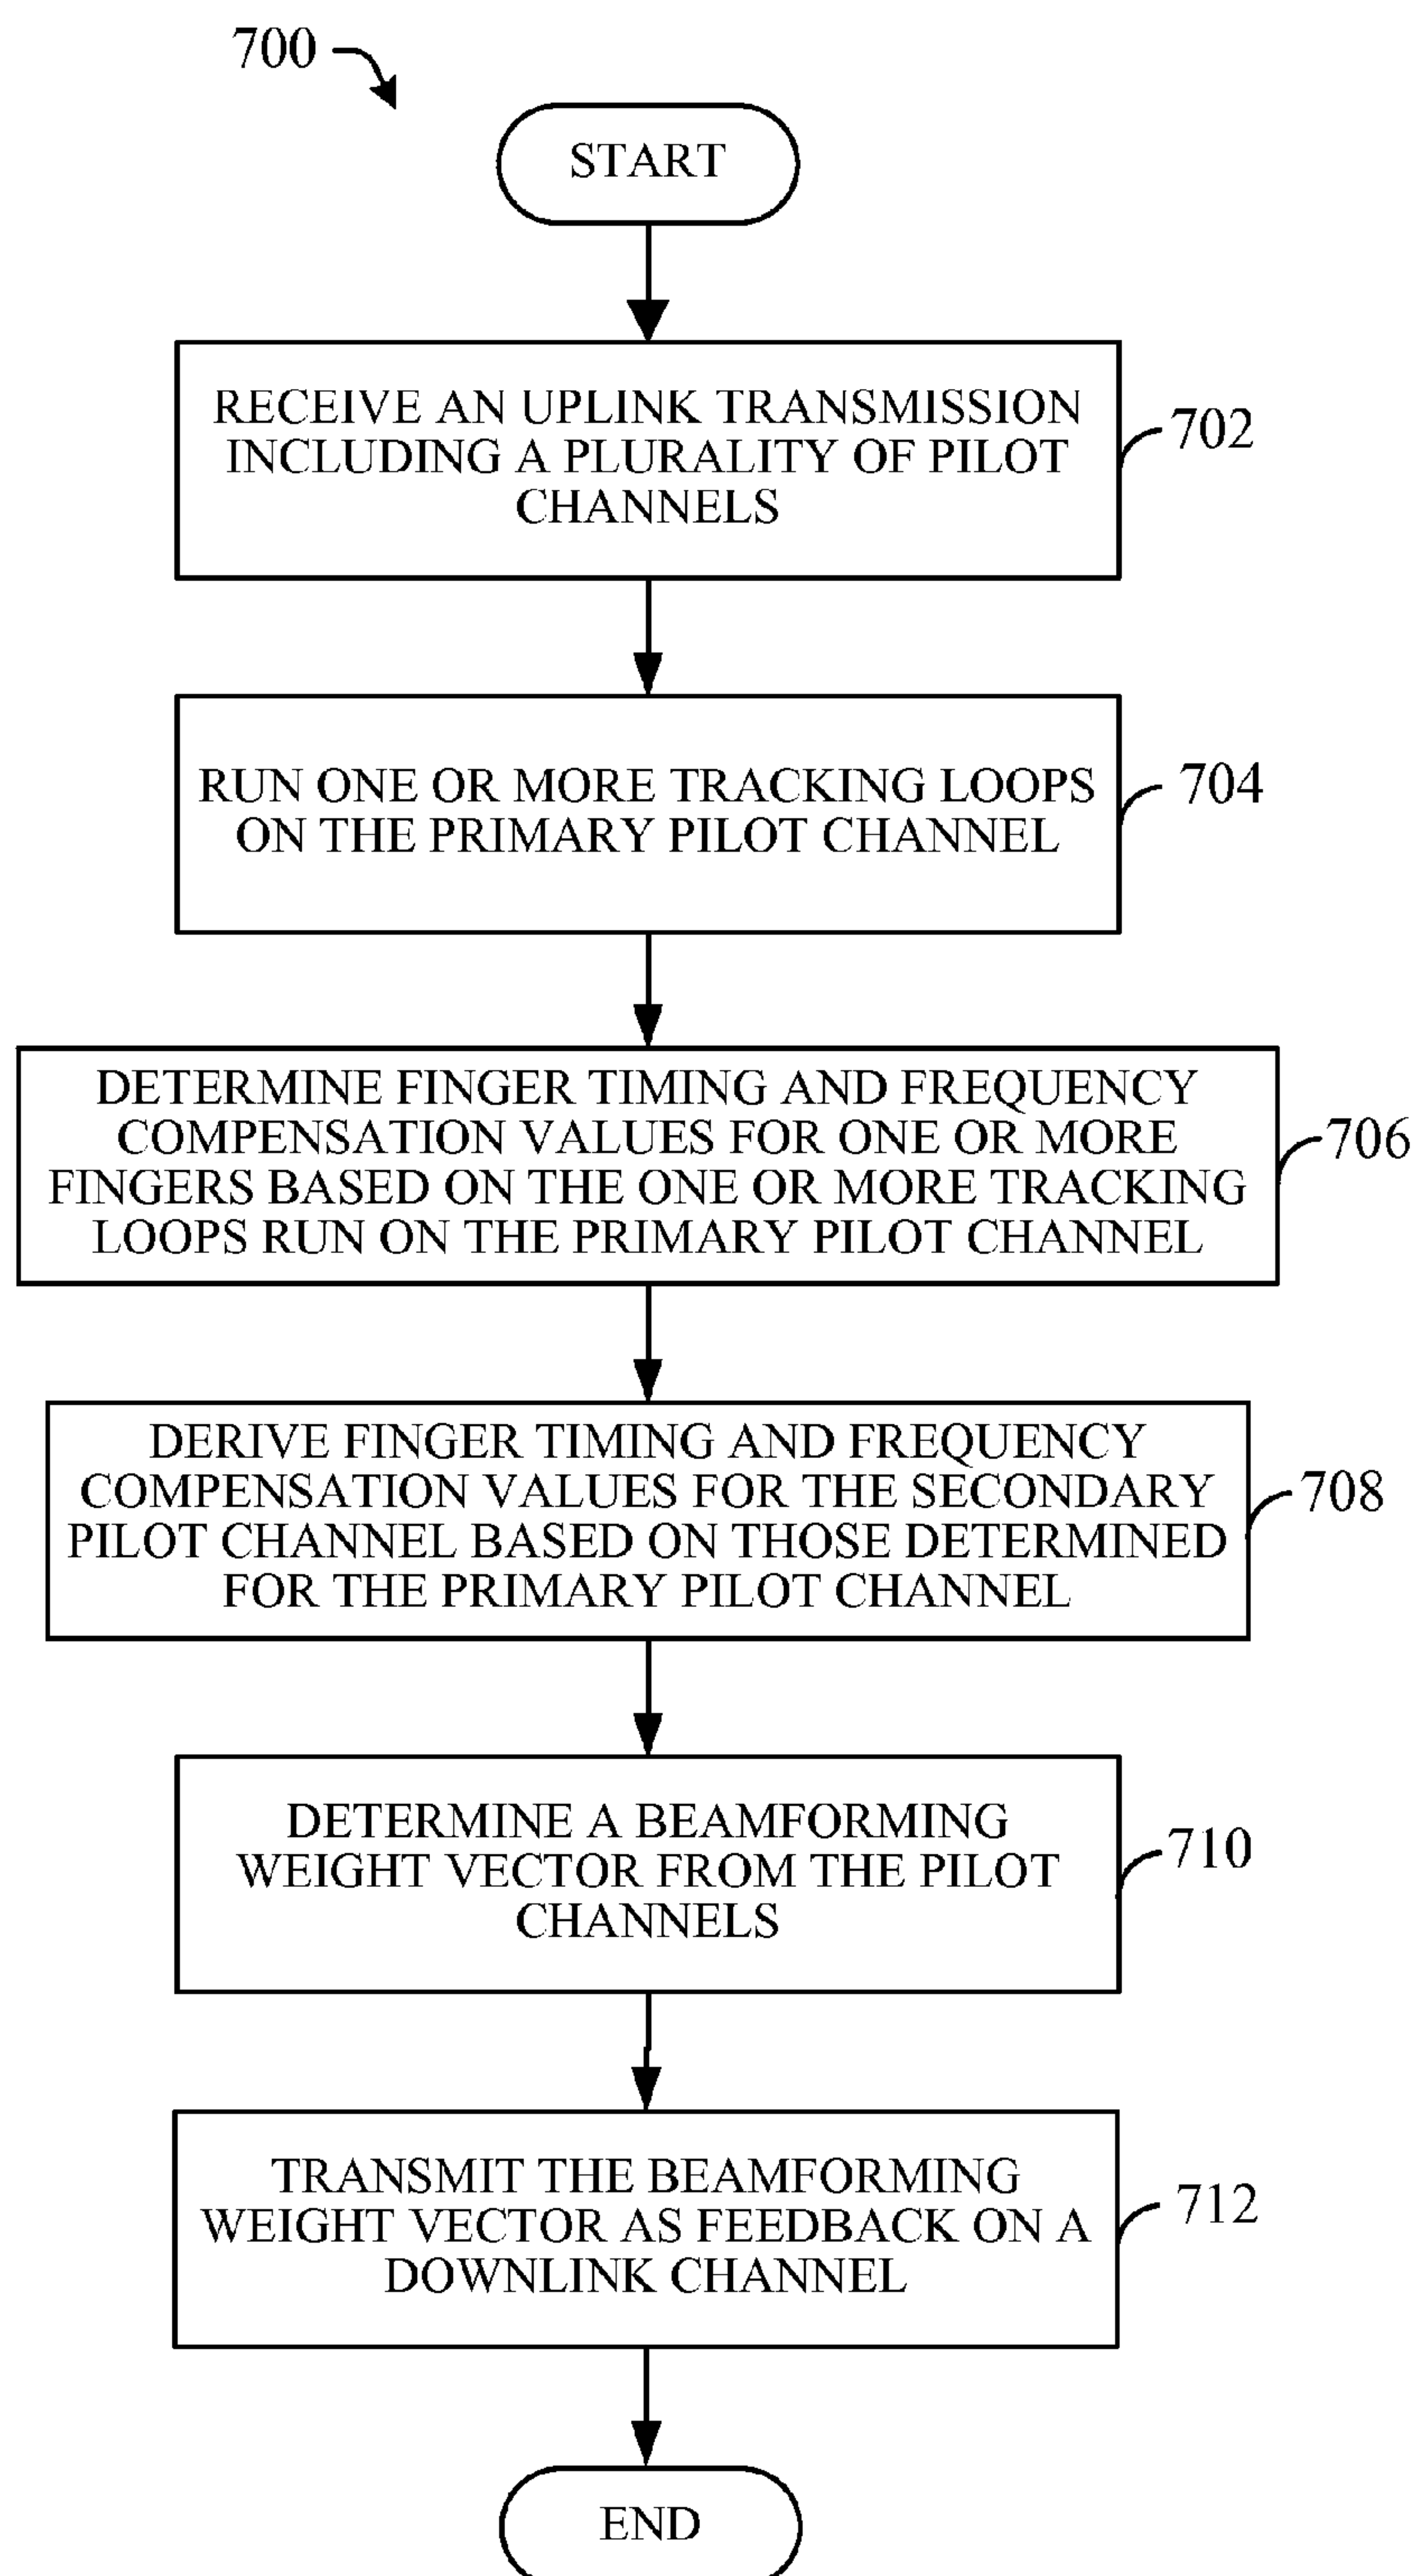 700
START
RECEIVE AN UPLINK TRANSMISSION
INCLUDING A PLURALITY OF PILOT
CHANNELS
702
RUN ONE OR MORE TRACKING LOOPS
ON THE PRIMARY PILOT CHANNEL
704
DETERMINE FINGER TIMING AND FREQUENCY
COMPENSATION VALUES FOR ONE OR MORE
FINGERS BASED ON THE ONE OR MORE TRACKING
LOOPS RUN ON THE PRIMARY PILOT CHANNEL
706
DERIVE FINGER TIMING AND FREQUENCY
COMPENSATION VALUES FOR THE SECONDARY
PILOT CHANNEL BASED ON THOSE DETERMINED
FOR THE PRIMARY PILOT CHANNEL
708
DETERMINE A BEAMFORMING
WEIGHT VECTOR FROM THE PILOT
CHANNELS
710
TRANSMIT THE BEAMFORMING
WEIGHT VECTOR AS FEEDBACK ON A
DOWNLINK CHANNEL
712
END